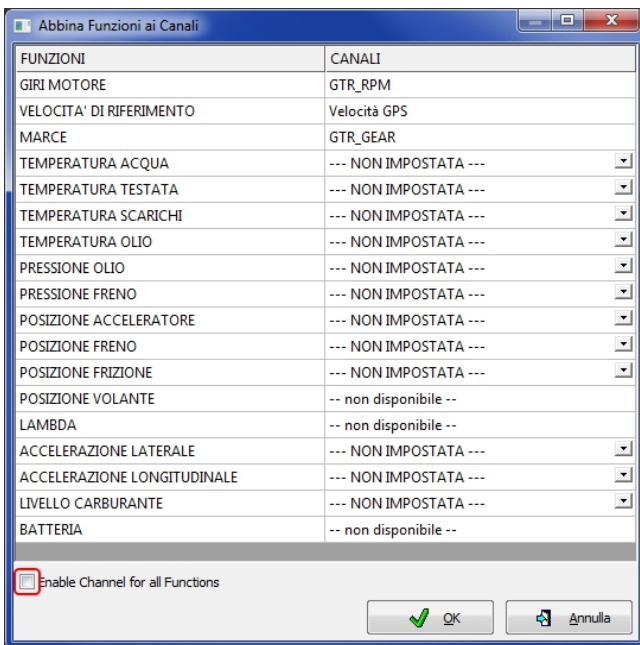 Abbina Funzioni ai Canali
FUNZIONI CANALI
GIRI MOTORE GTR_RPM
VELOCITA' DI RIFERIMENTO Velocità GPS
MARCE GTR_GEAR
TEMPERATURA ACQUA --- NON IMPOSTATA ---
TEMPERATURA TESTATA --- NON IMPOSTATA ---
TEMPERATURA SCARICHI --- NON IMPOSTATA ---
TEMPERATURA OLIO --- NON IMPOSTATA ---
PRESSIONE OLIO --- NON IMPOSTATA ---
PRESSIONE FRENO --- NON IMPOSTATA ---
POSIZIONE ACCELERATORE --- NON IMPOSTATA ---
POSIZIONE FRENO --- NON IMPOSTATA ---
POSIZIONE FRIZIONE --- NON IMPOSTATA ---
POSIZIONE VOLANTE -- non disponibile --
LAMBDA -- non disponibile --
ACCELERAZIONE LATERALE --- NON IMPOSTATA ---
ACCELERAZIONE LONGITUDINALE --- NON IMPOSTATA ---
LIVELLO CARBURANTE --- NON IMPOSTATA ---
BATTERIA -- non disponibile --
Enable Channel for all Functions
OK Annulla